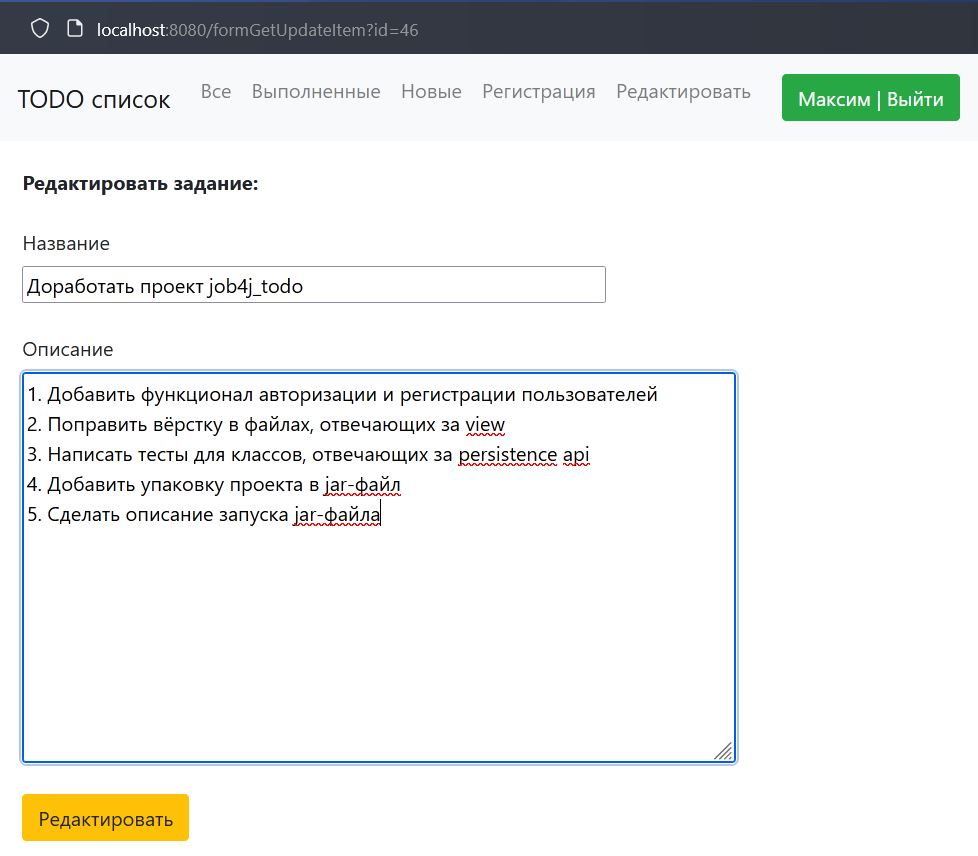 localhost:8080/formGetUpdateItem?id=46
TODO список Все Выполненные Новые Регистрация Редактировать Максим | Выйти
Редактировать задание:
Название
Доработать проект job4j_todo
Описание
1. Добавить функционал авторизации и регистрации пользователей
2. Поправить вёрстку в файлах, отвечающих за view
3. Написать тесты для классов, отвечающих за persistence api
4. Добавить упаковку проекта в jar-файл
5. Сделать описание запуска jar-файла
Редактировать